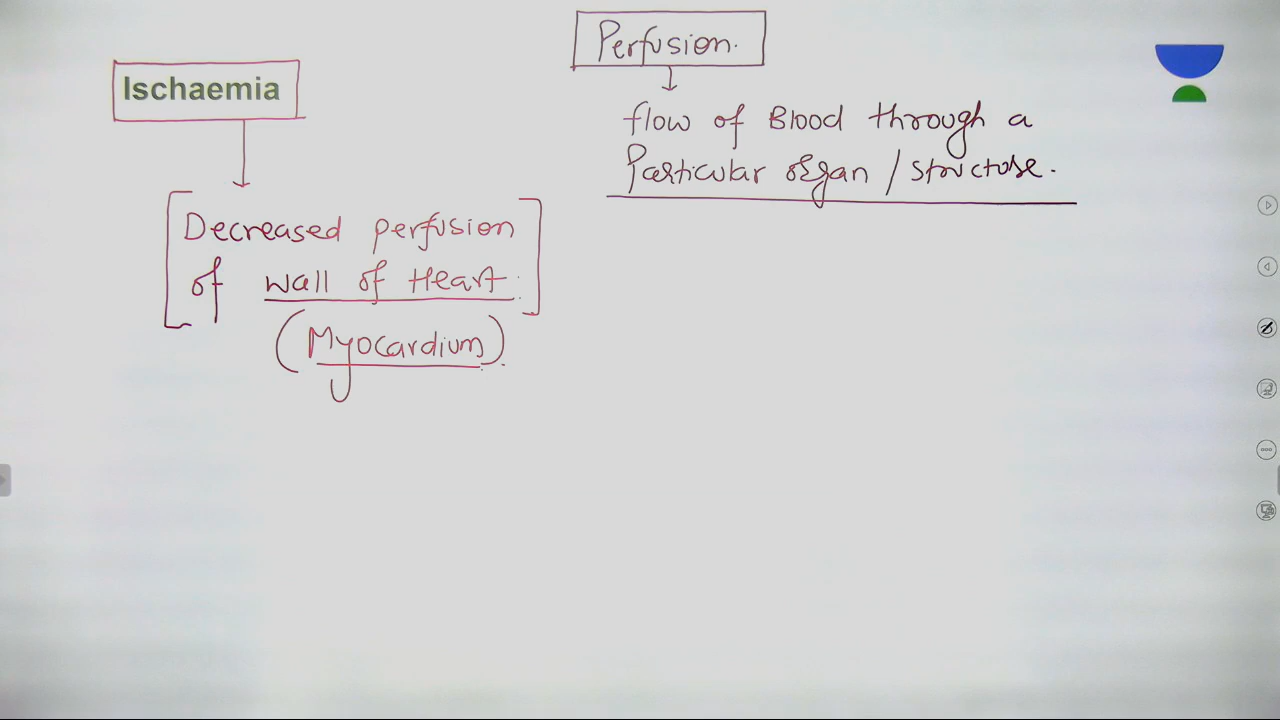 Ischaemia
Decreased perfusion
of wall of Heart.
(Myocardium).
Perfusion.
flow of Blood through a
Particular organ / structure.